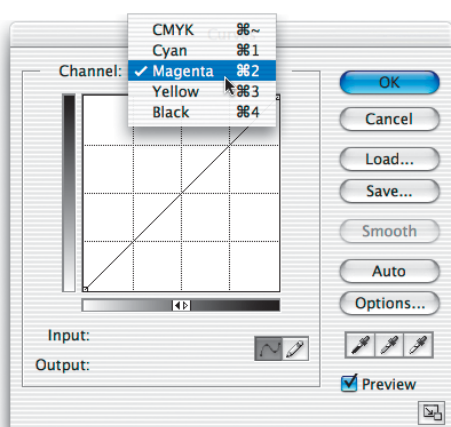 CMYK ⌘~
Cyan ⌘1
Channel: ✓ Magenta ⌘2
Yellow ⌘3
Black ⌘4
OK
Cancel
Load...
Save...
Smooth
Auto
Options...
Input:
Output:
Preview